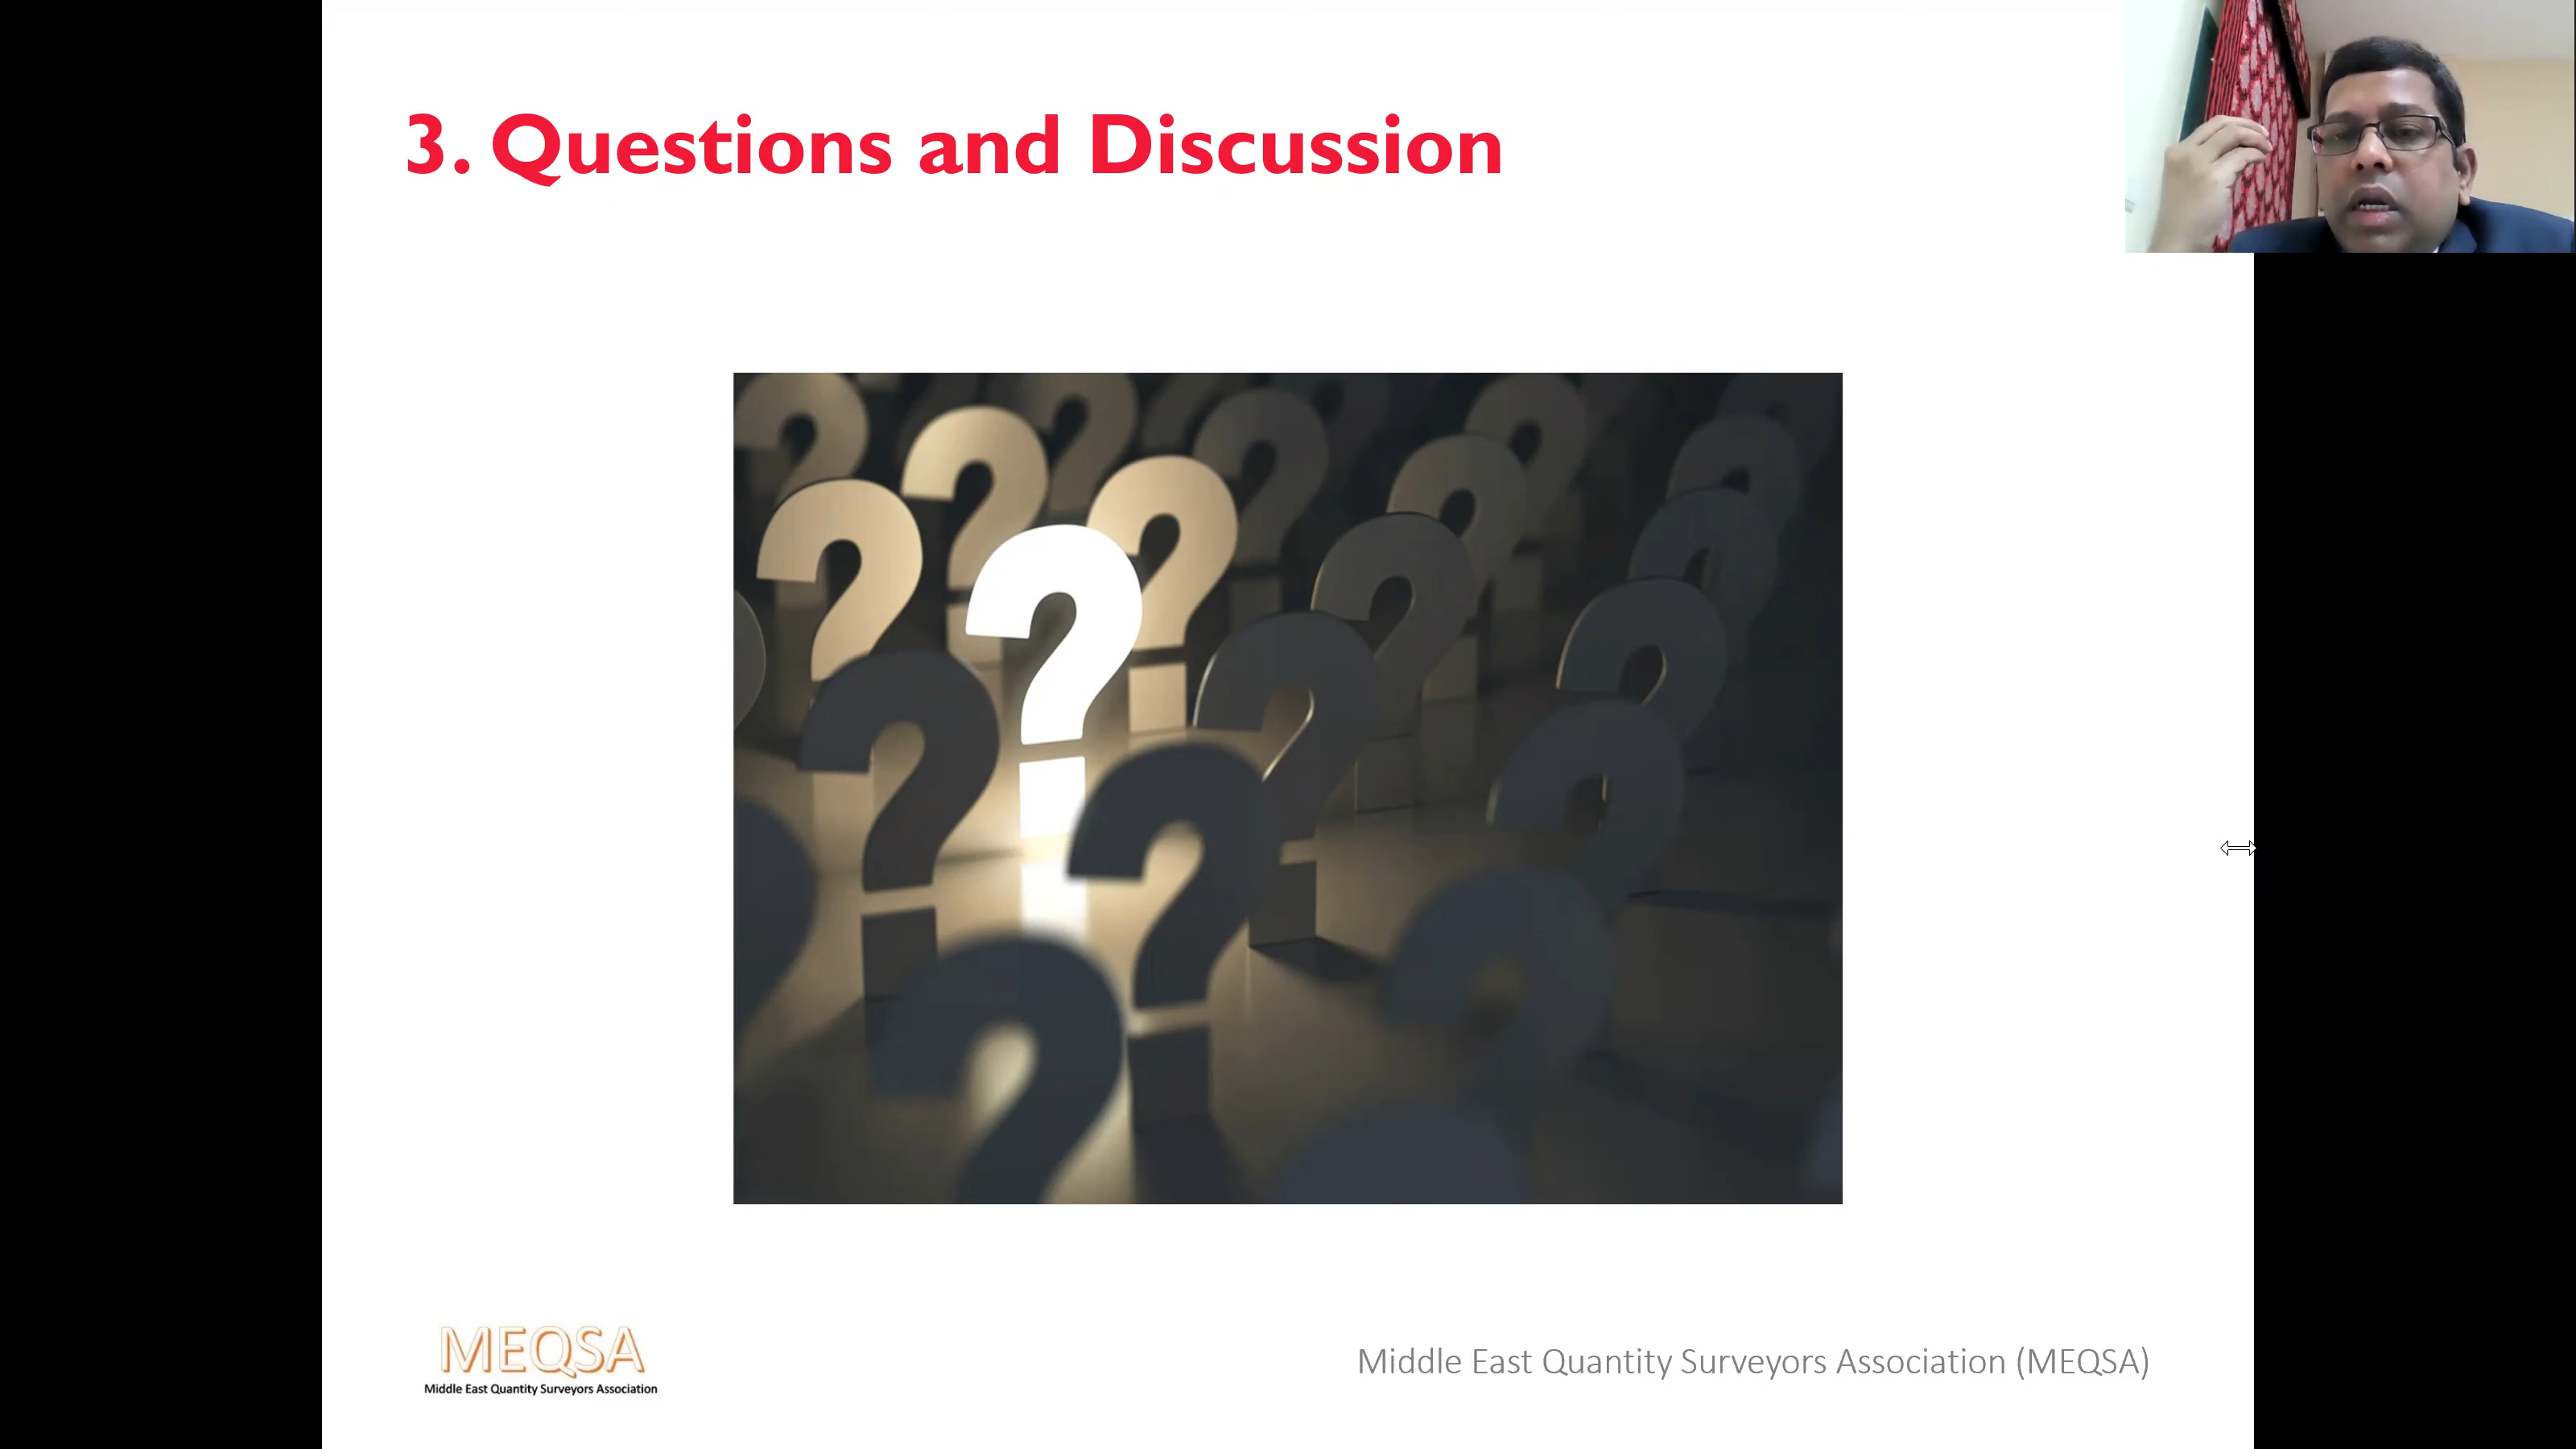 3. Questions and Discussion
MEQSA
Middle East Quantity Surveyors Association
Middle East Quantity Surveyors Association (MEQSA)